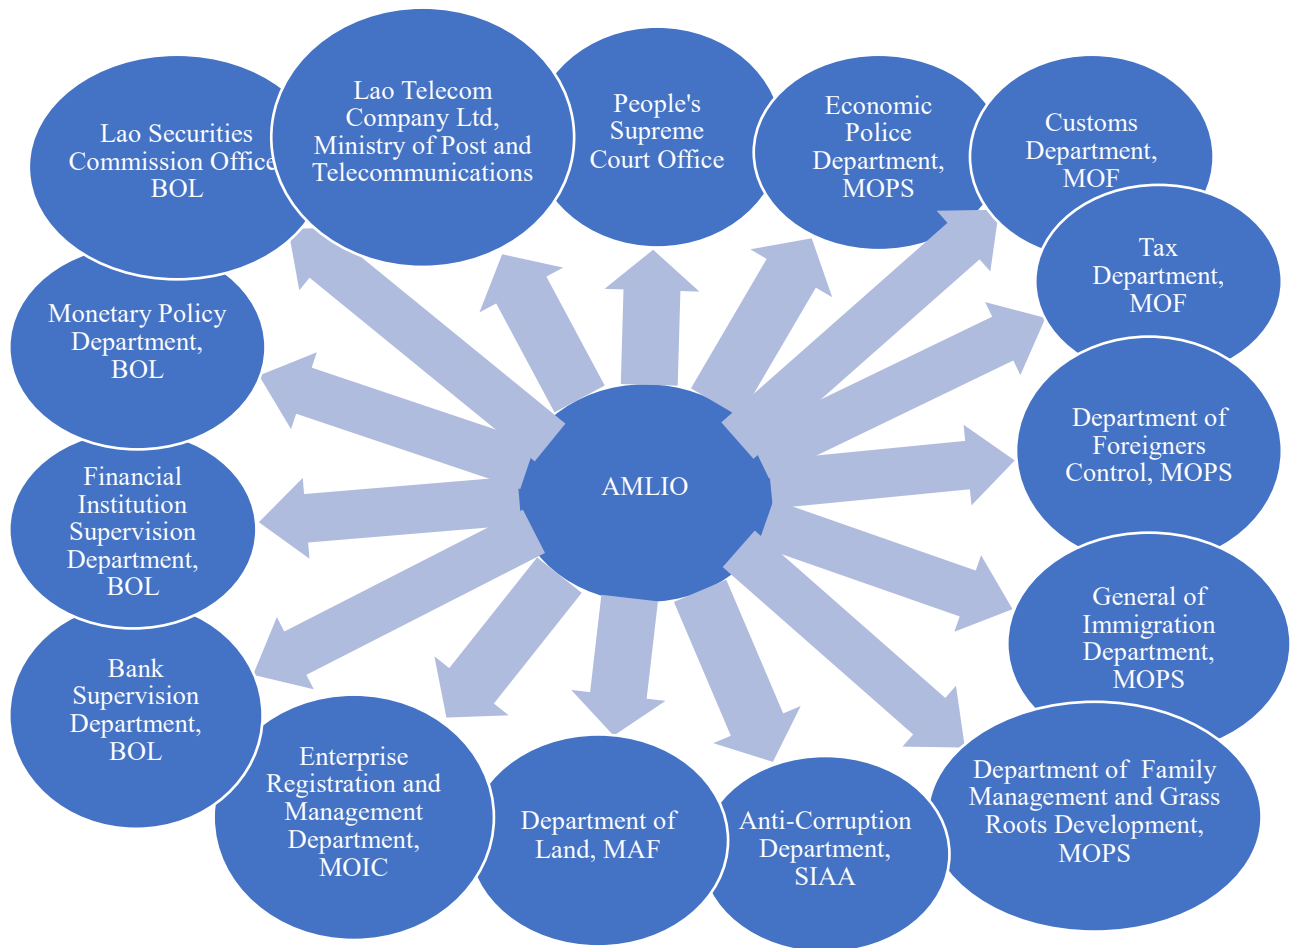 Lao Securities
Commission Office
BOL
Lao Telecom
Company Ltd,
Ministry of Post and
Telecommunications
People's
Supreme
Court Office
Economic
Police
Department,
MOPS
Customs
Department,
MOF
Tax
Department,
MOF
Department of
Foreigners
Control, MOPS
General of
Immigration
Department,
MOPS
Department of Family
Management and Grass
Roots Development,
MOPS
Anti-Corruption
Department,
SIAA
Department of
Land, MAF
Enterprise
Registration and
Management
Department,
MOIC
Bank
Supervision
Department,
BOL
Financial
Institution
Supervision
Department,
BOL
Monetary Policy
Department,
BOL
AMLIO